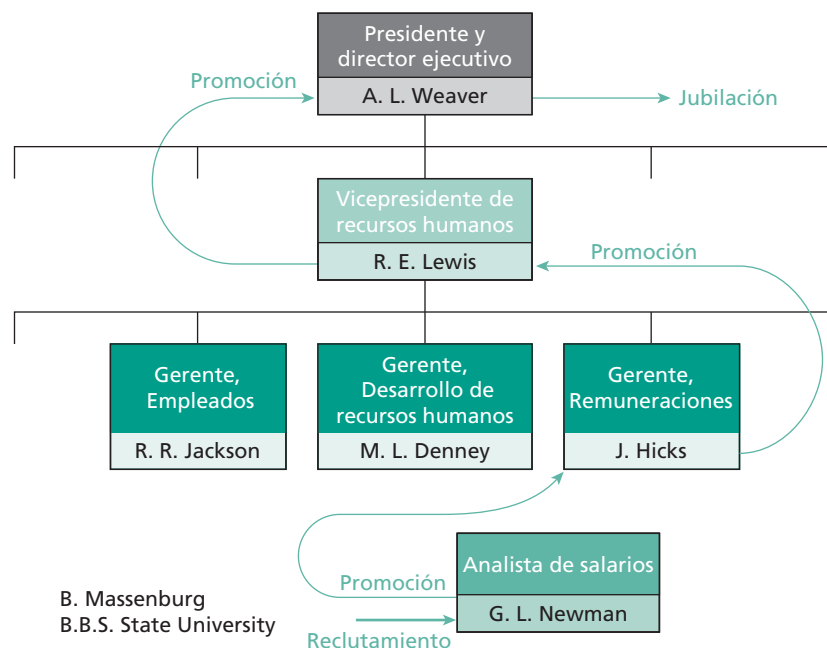 Presidente y
director ejecutivo
A. L. Weaver
Promoción
Jubilación
Vicepresidente de
recursos humanos
R. E. Lewis
Promoción
Gerente,
Empleados
R. R. Jackson
Gerente,
Desarrollo de
recursos humanos
M. L. Denney
Gerente,
Remuneraciones
J. Hicks
Analista de salarios
G. L. Newman
Promoción
Reclutamiento
B. Massenburg
B.B.S. State University